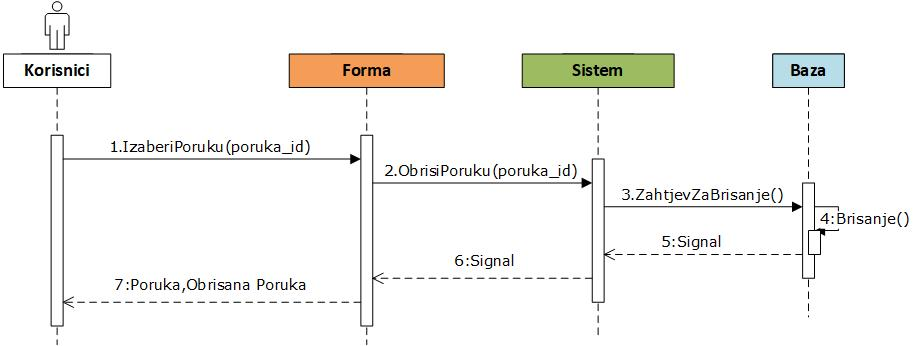 Korisnici
Forma
Sistem
Baza
1.IzaberiPoruku(poruka_id)
2.ObrisiPoruku(poruka_id)
3.ZahtjevZaBrisanje()
4:Brisanje()
5:Signal
6:Signal
7:Poruka,Obrisana Poruka